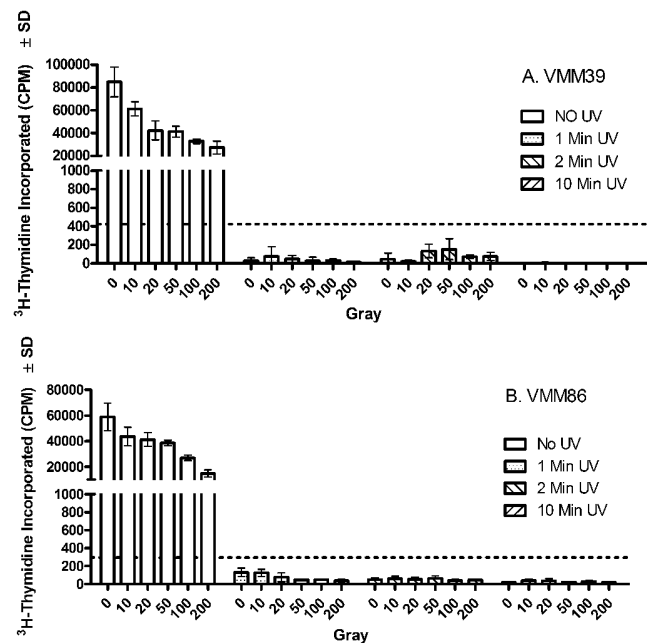 ³H-Thymidine Incorporated (CPM) ± SD
100000
80000
60000
40000
20000
1000
800
600
400
200
0
A. VMM39
NO UV
1 Min UV
2 Min UV
10 Min UV
0 10 20 50 100 200 0 10 20 50 100 200 0 10 20 50 100 200 0 10 20 50 100 200
Gray
³H-Thymidine Incorporated (CPM) ± SD
80000
60000
40000
20000
1000
800
600
400
200
0
B. VMM86
No UV
1 Min UV
2 Min UV
10 Min UV
0 10 20 50 100 200 0 10 20 50 100 200 0 10 20 50 100 200 0 10 20 50 100 200
Gray